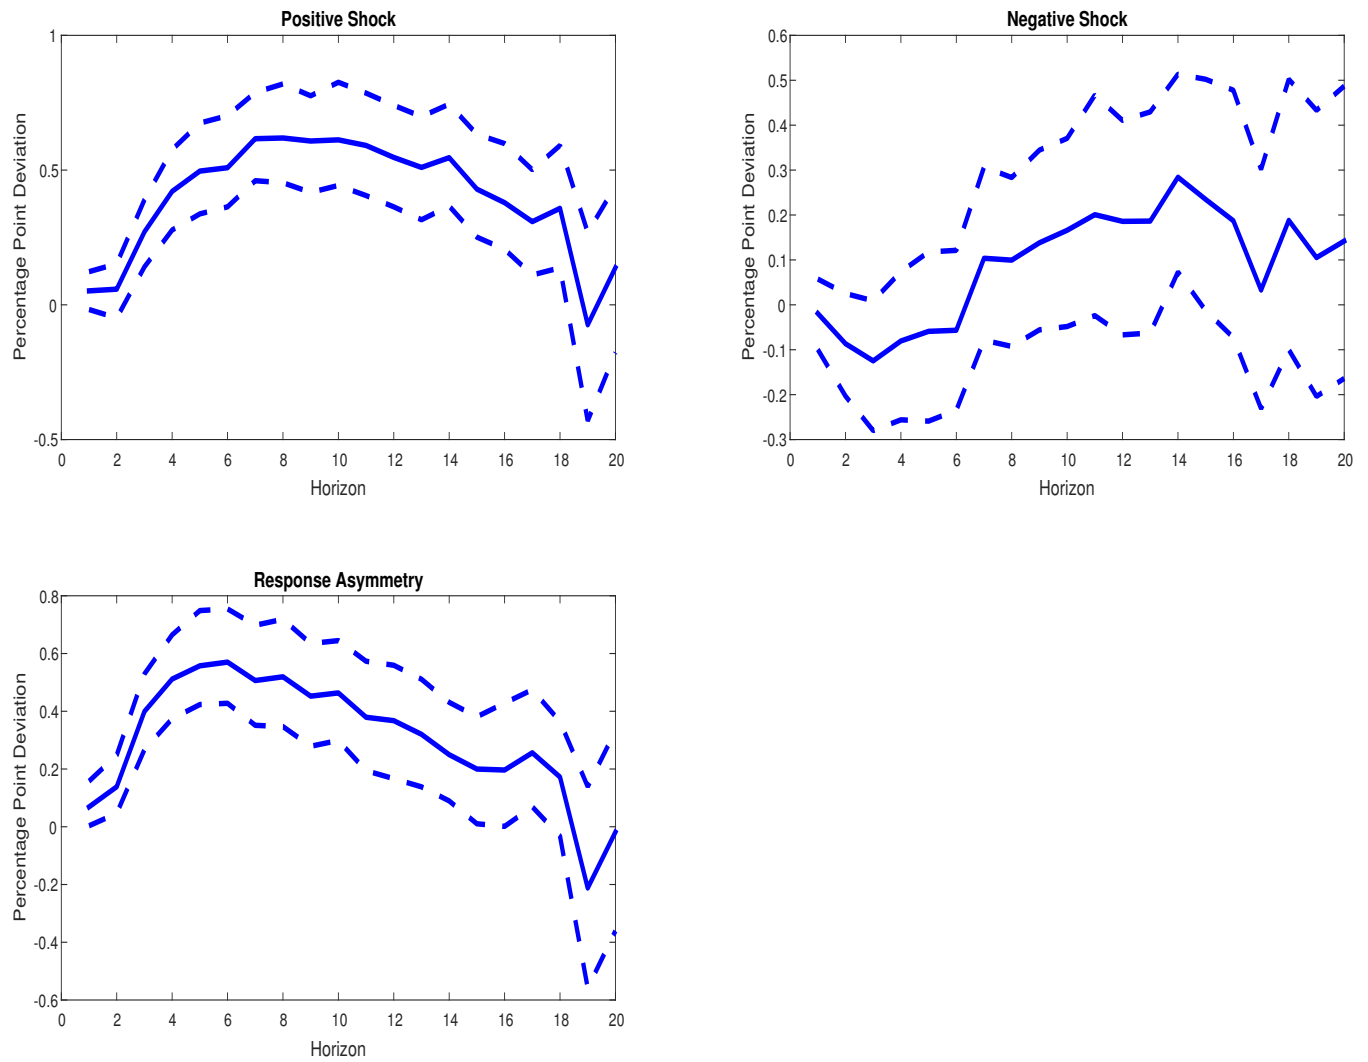 Positive Shock
Percentage Point Deviation
1
0.5
0
-0.5
0 2 4 6 8 10 12 14 16 18 20
Horizon
Negative Shock
Percentage Point Deviation
0.6
0.5
0.4
0.3
0.2
0.1
0
-0.1
-0.2
-0.3
0 2 4 6 8 10 12 14 16 18 20
Horizon
Response Asymmetry
Percentage Point Deviation
0.8
0.6
0.4
0.2
0
-0.2
-0.4
-0.6
0 2 4 6 8 10 12 14 16 18 20
Horizon